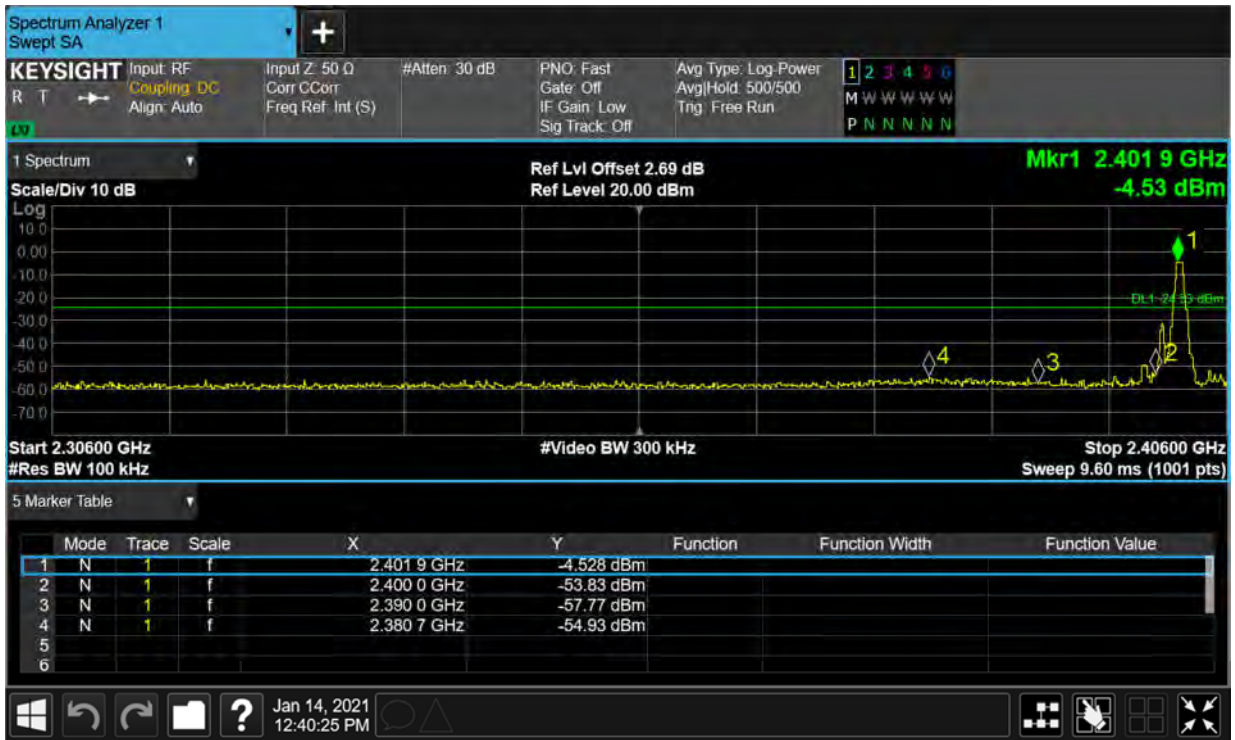 Spectrum Analyzer 1
Swept SA
+
KEYSIGHT Input: RF Input Z: 50 Ω #Atten: 30 dB PNO: Fast Avg Type: Log-Power 1 2 3 4 5 6
R T Coupling: DC Corr CCorr Gate: Off Avg|Hold: 500/500 M W W W W W
Align: Auto Freq Ref: Int (S) IF Gain: Low Trig: Free Run
Sig Track: Off P N N N N N
1 Spectrum
Ref Lvl Offset 2.69 dB Mkr1 2.401 9 GHz
Scale/Div 10 dB Ref Level 20.00 dBm -4.53 dBm
Log
10.0
0.00
-10.0
-20.0
-30.0
-40.0
-50.0
-60.0
-70.0
1
4
3
2
Start 2.30600 GHz #Video BW 300 kHz Stop 2.40600 GHz
#Res BW 100 kHz Sweep 9.60 ms (1001 pts)
5 Marker Table
Mode Trace Scale X Y Function Function Width Function Value
1 N 1 f 2.401 9 GHz -4.528 dBm
2 N 1 f 2.400 0 GHz -53.83 dBm
3 N 1 f 2.390 0 GHz -57.77 dBm
4 N 1 f 2.380 7 GHz -54.93 dBm
5
6
? Jan 14, 2021
12:40:25 PM